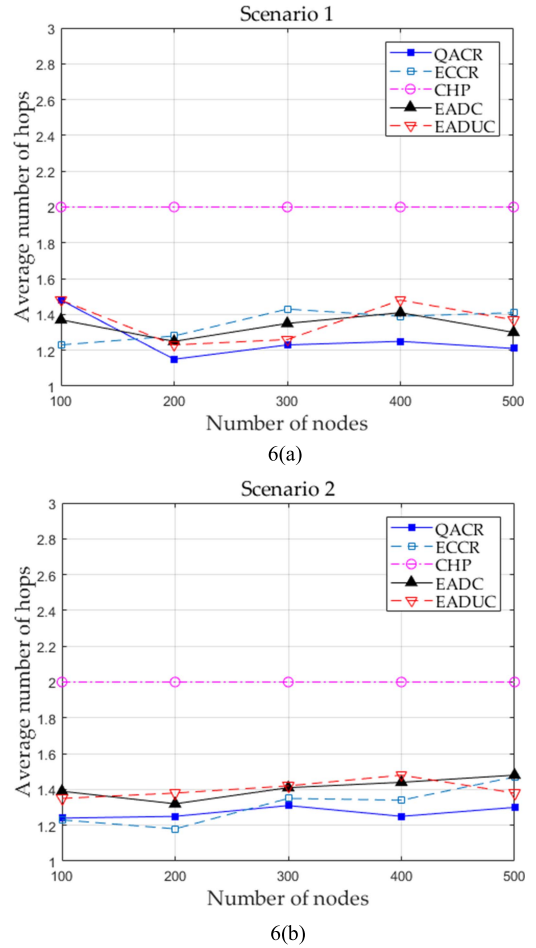 Scenario 1
3
2.8
2.6
2.4
2.2
2
1.8
1.6
1.4
1.2
1
Average number of hops
QACR
ECCR
CHP
EADC
EADUC
100 200 300 400 500
Number of nodes
6(a)
Scenario 2
3
2.8
2.6
2.4
2.2
2
1.8
1.6
1.4
1.2
1
Average number of hops
QACR
ECCR
CHP
EADC
EADUC
100 200 300 400 500
Number of nodes
6(b)